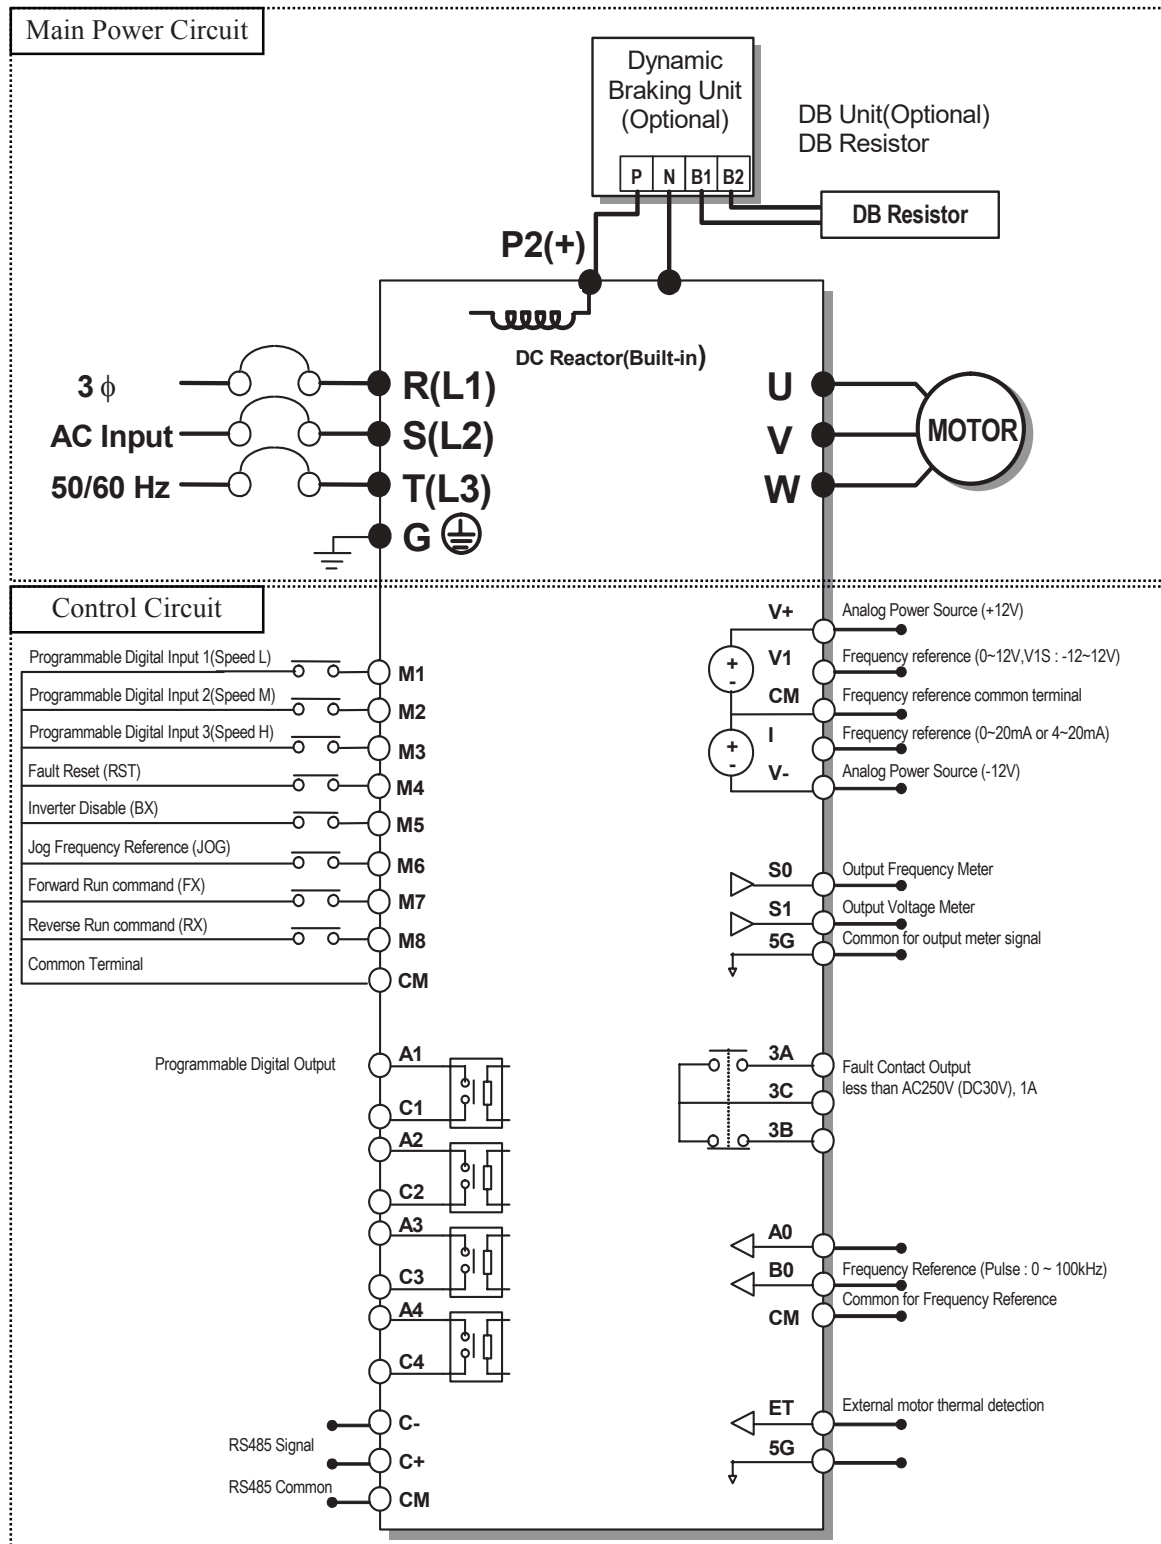 Main Power Circuit
Dynamic
Braking Unit
(Optional)
P N B1 B2
DB Unit(Optional)
DB Resistor
DB Resistor
P2(+)
DC Reactor(Built-in)
3 ϕ
AC Input
50/60 Hz
R(L1)
S(L2)
T(L3)
G
U
V
W
MOTOR
Control Circuit
Programmable Digital Input 1(Speed L)
M1
Programmable Digital Input 2(Speed M)
M2
Programmable Digital Input 3(Speed H)
M3
Fault Reset (RST)
M4
Inverter Disable (BX)
M5
Jog Frequency Reference (JOG)
M6
Forward Run command (FX)
M7
Reverse Run command (RX)
M8
Common Terminal
CM
Programmable Digital Output
A1
C1
A2
C2
A3
C3
A4
C4
C-
RS485 Signal
C+
RS485 Common
CM
V+
Analog Power Source (+12V)
+
-
V1
Frequency reference (0~12V,V1S : -12~12V)
CM
Frequency reference common terminal
+
-
I
Frequency reference (0~20mA or 4~20mA)
V-
Analog Power Source (-12V)
S0
Output Frequency Meter
S1
Output Voltage Meter
5G
Common for output meter signal
3A
3C
3B
Fault Contact Output
less than AC250V (DC30V), 1A
A0
B0
Frequency Reference (Pulse : 0 ~ 100kHz)
CM
Common for Frequency Reference
ET
External motor thermal detection
5G